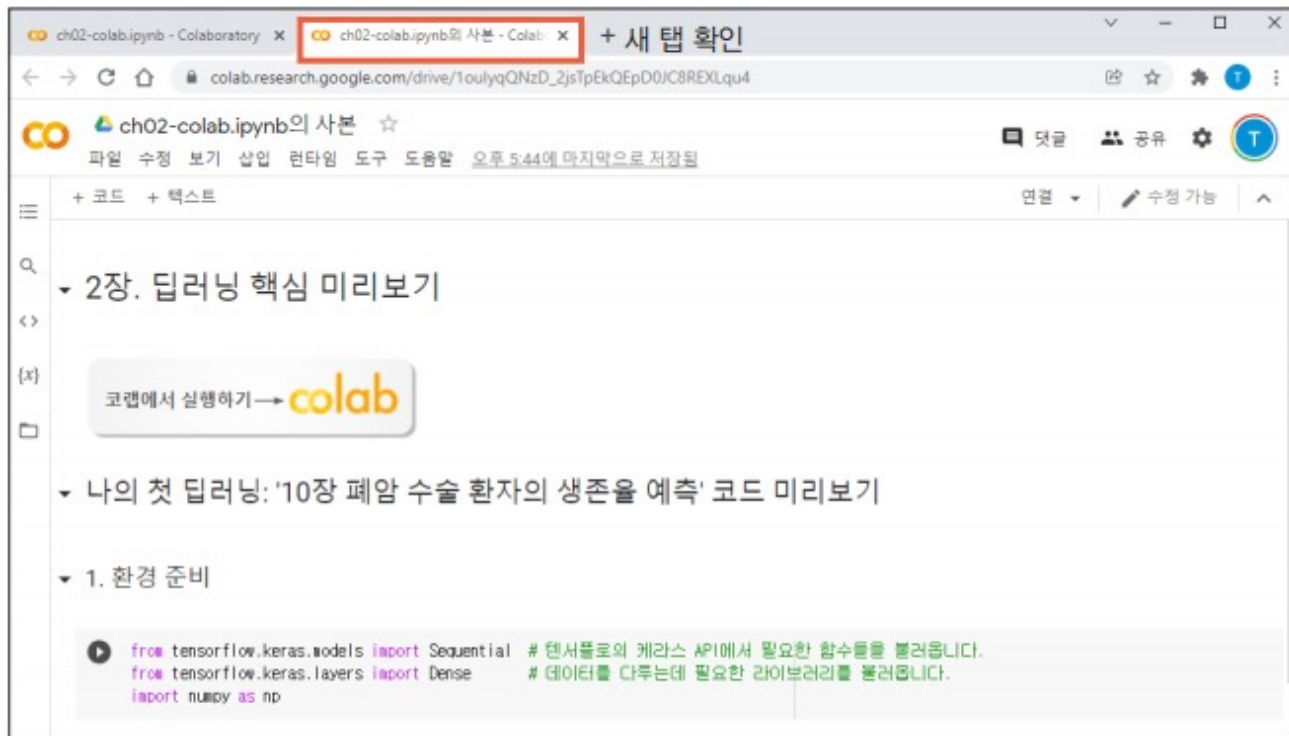 ch02-colab.ipynb - Colaboratory
ch02-colab.ipynb의 사본 - Colab
+ 새 탭 확인
colab.research.google.com/drive/1oulyqQNzD_2jsTpEkQEpD0JC8REXLqu4
T
CO ch02-colab.ipynb의 사본
댓글 공유 T
파일 수정 보기 삽입 런타임 도구 도움말 오후 5:44에 마지막으로 저장됨
+ 코드 + 텍스트 연결 수정 가능
2장. 딥러닝 핵심 미리보기
{x}
코랩에서 실행하기→colab
나의 첫 딥러닝: '10장 폐암 수술 환자의 생존율 예측' 코드 미리보기
1. 환경 준비
from tensorflow.keras.models import Sequential # 텐서플로의 케라스 API에서 필요한 함수들을 불러옵니다.
from tensorflow.keras.layers import Dense # 데이터를 다루는데 필요한 라이브러리를 불러옵니다.
import numpy as np